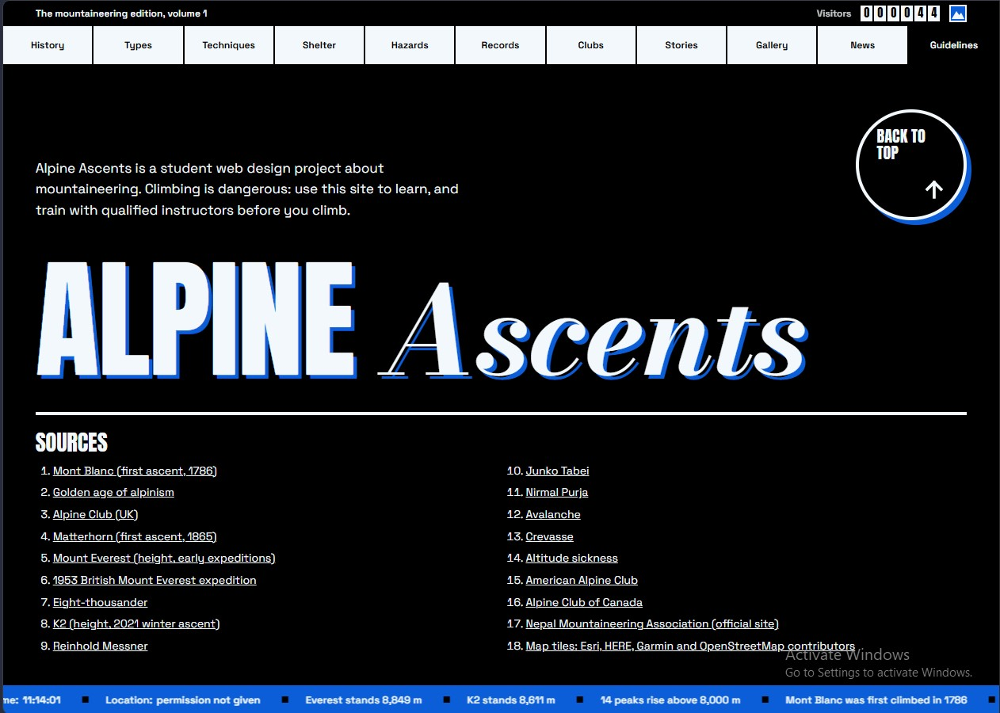 The mountaineering edition, volume 1
Visitors 000044
History Types Techniques Shelter Hazards Records Clubs Stories Gallery News Guidelines
BACK TO
TOP
Alpine Ascents is a student web design project about
mountaineering. Climbing is dangerous: use this site to learn, and
train with qualified instructors before you climb.
ALPINE Ascents
SOURCES
1. Mont Blanc (first ascent, 1786)
2. Golden age of alpinism
3. Alpine Club (UK)
4. Matterhorn (first ascent, 1865)
5. Mount Everest (height, early expeditions)
6. 1953 British Mount Everest expedition
7. Eight-thousander
8. K2 (height, 2021 winter ascent)
9. Reinhold Messner
10. Junko Tabei
11. Nirmal Purja
12. Avalanche
13. Crevasse
14. Altitude sickness
15. American Alpine Club
16. Alpine Club of Canada
17. Nepal Mountaineering Association (official site)
18. Map tiles: Esri, HERE, Garmin and OpenStreetMap contributors
Activate Windows
Go to Settings to activate Windows.
me: 11:14:01 ■ Location: permission not given ■ Everest stands 8,849 m ■ K2 stands 8,611 m ■ 14 peaks rise above 8,000 m ■ Mont Blanc was first climbed in 1786 ■